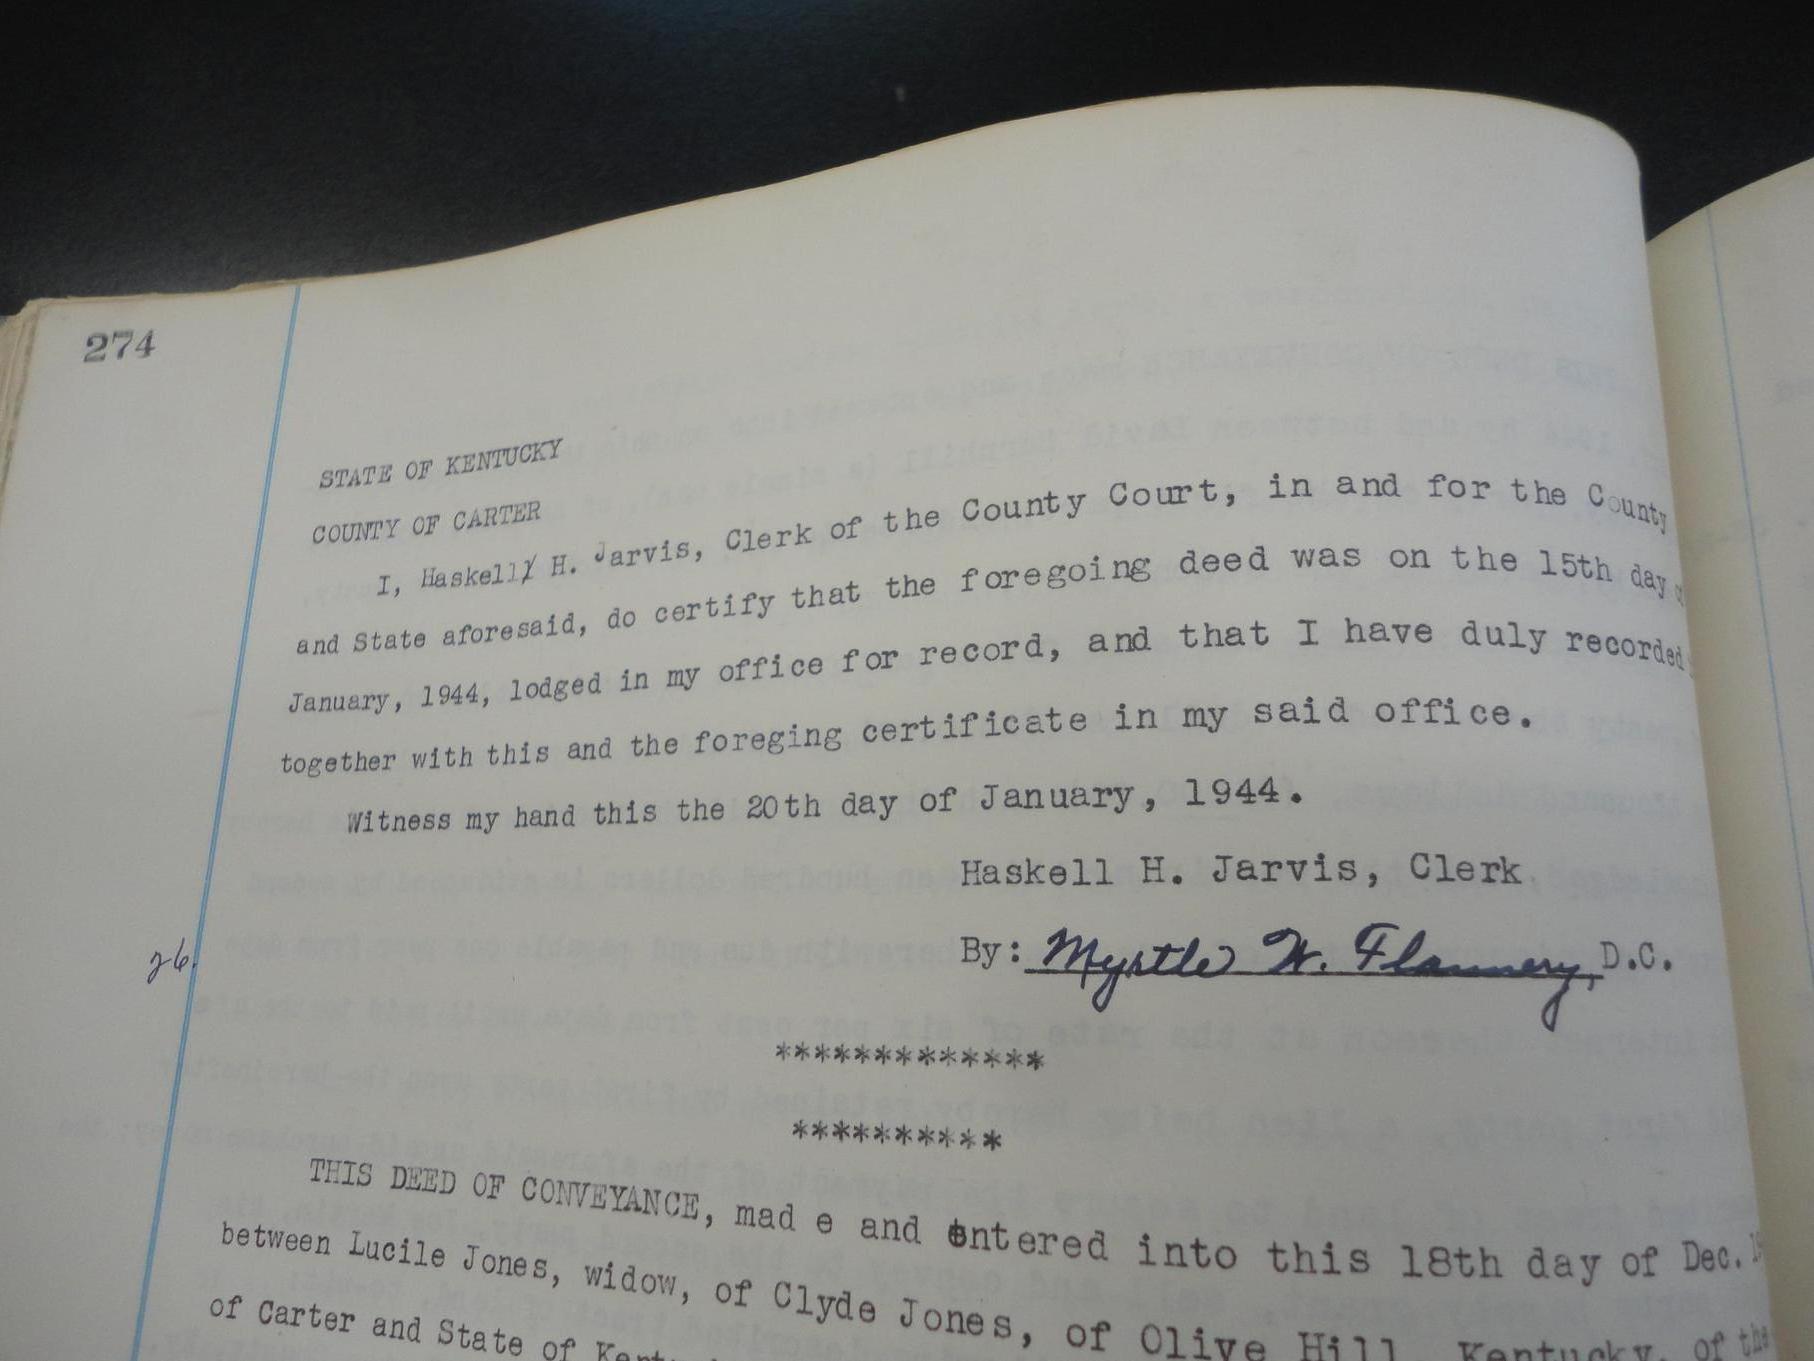 274
STATE OF KENTUCKY
COUNTY OF CARTER
I, Haskell/ H. Jarvis, Clerk of the County Court, in and for the County
and State aforesaid, do certify that the foregoing deed was on the 15th day
January, 1944, lodged in my office for record, and that I have duly recorded
together with this and the foreging certificate in my said office.
Witness my hand this the 20th day of January, 1944.
Haskell H. Jarvis, Clerk
By: Myrtle W. Flannery, D.C.
26.
*************
**********
THIS DEED OF CONVEYANCE, mad e and entered into this 18th day of Dec.
between Lucile Jones, widow, of Clyde Jones, of Olive Hill, Kentucky, of the
of Carter and State of